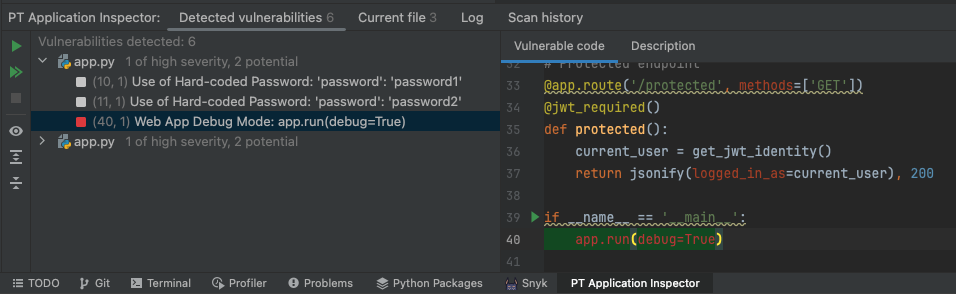 PT Application Inspector: Detected vulnerabilities 6 Current file 3 Log Scan history
Vulnerabilities detected: 6
app.py 1 of high severity, 2 potential
(10, 1) Use of Hard-coded Password: 'password': 'password1'
(11, 1) Use of Hard-coded Password: 'password': 'password2'
(40, 1) Web App Debug Mode: app.run(debug=True)
app.py 1 of high severity, 2 potential
Vulnerable code Description
32 # Protected endpoint
33 @app.route('/protected', methods=['GET'])
34 @jwt_required()
35 def protected():
36 current_user = get_jwt_identity()
37 return jsonify(logged_in_as=current_user), 200
38
39 if __name__ == '__main__':
40 app.run(debug=True)
41
TODO Git Terminal Profiler Problems Python Packages Snyk PT Application Inspector